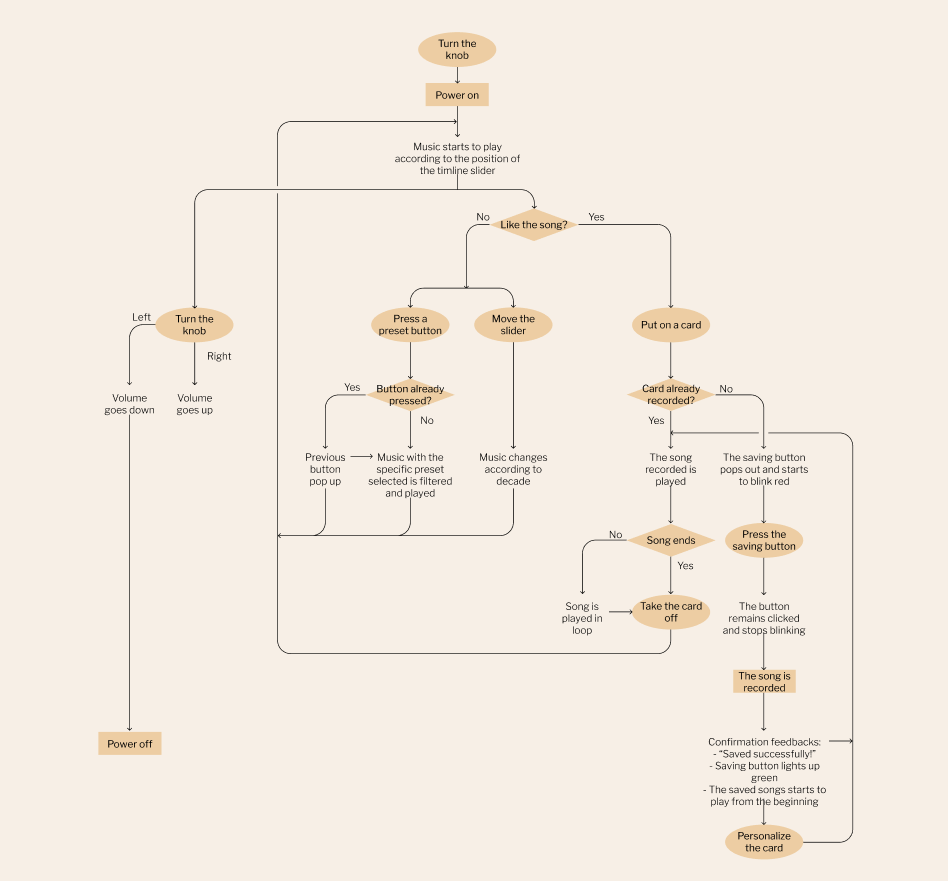 Turn the
knob
Power on
Music starts to play
according to the position of
the timline slider
No
Like the song?
Yes
Left
Turn the
knob
Right
Volume
goes down
Volume
goes up
Press a
preset button
Move the
slider
Put on a card
Yes
Button already
pressed?
No
Card already
recorded?
No
Yes
Previous
button
pop up
Music with the
specific preset
selected is filtered
and played
Music changes
according to
decade
The song
recorded is
played
The saving button
pops out and starts
to blink red
No
Song ends
Yes
Press the
saving button
Song is
played in
loop
Take the card
off
The button
remains clicked
and stops blinking
The song is
recorded
Power off
Confirmation feedbacks:
- “Saved successfully!”
- Saving button lights up
green
- The saved songs starts to
play from the beginning
Personalize
the card